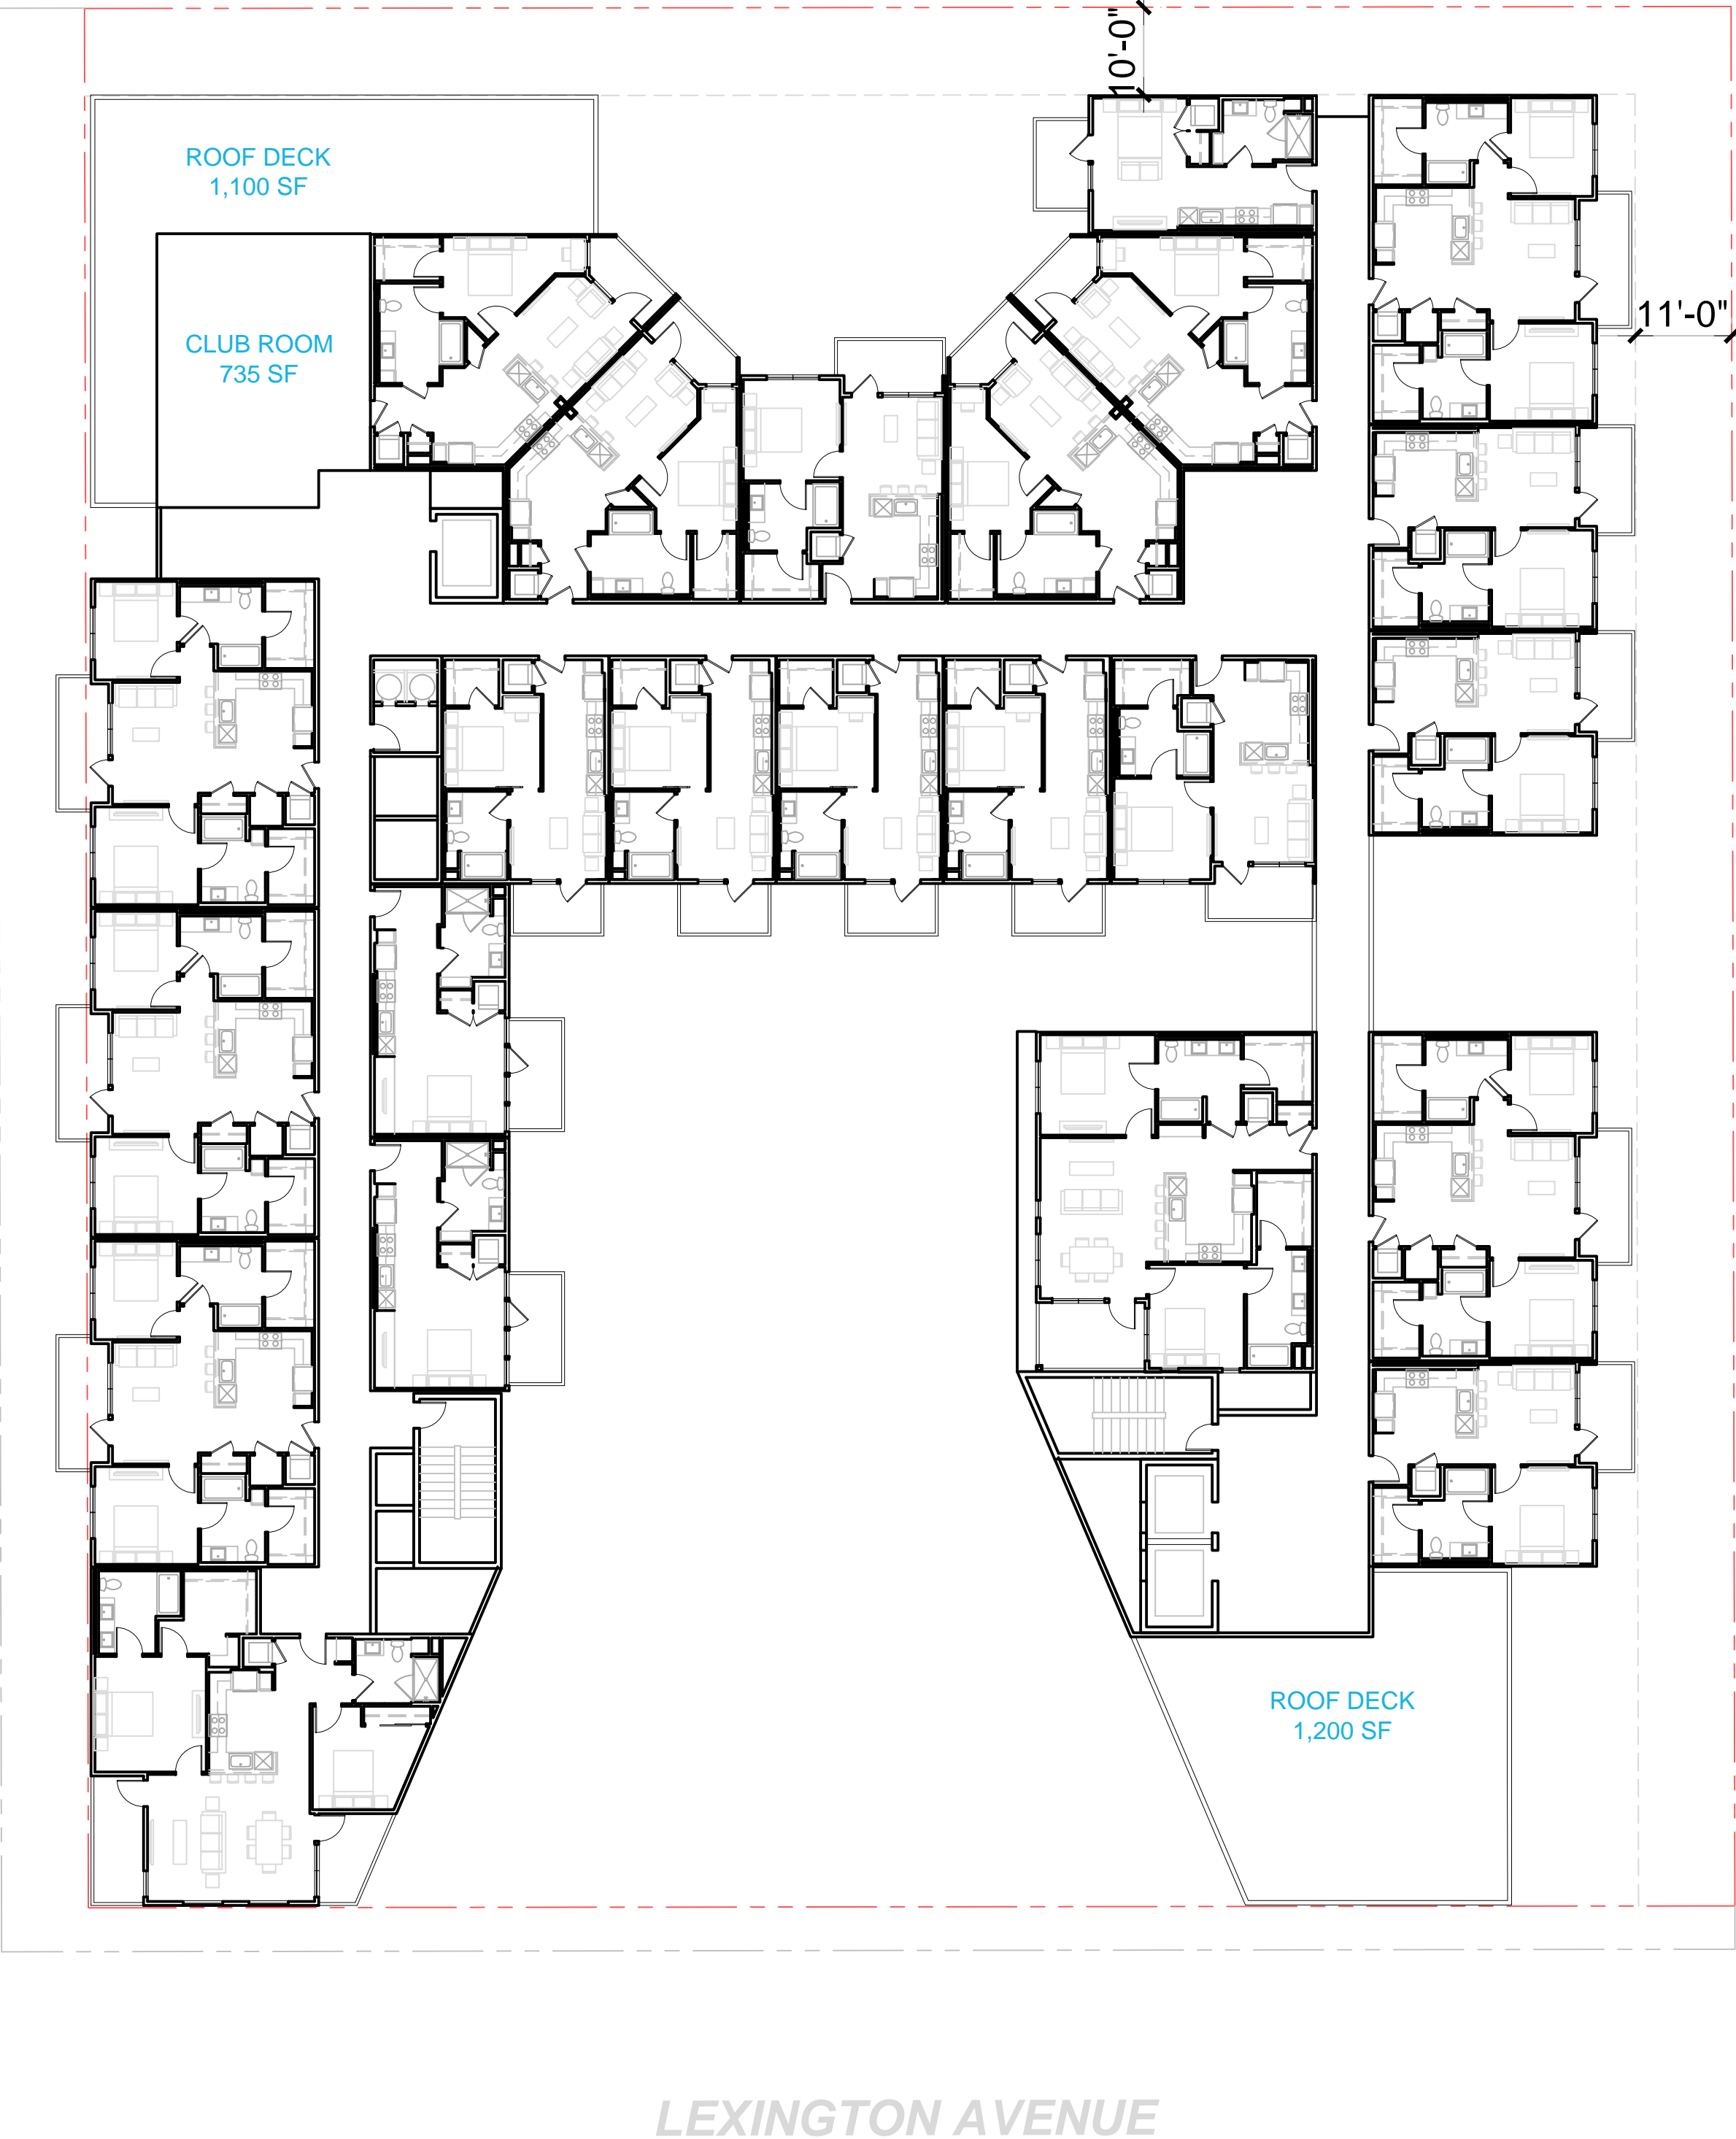 10'-0"
ROOF DECK
1,100 SF
11'-0"
CLUB ROOM
735 SF
ROOF DECK
1,200 SF
LEXINGTON AVENUE